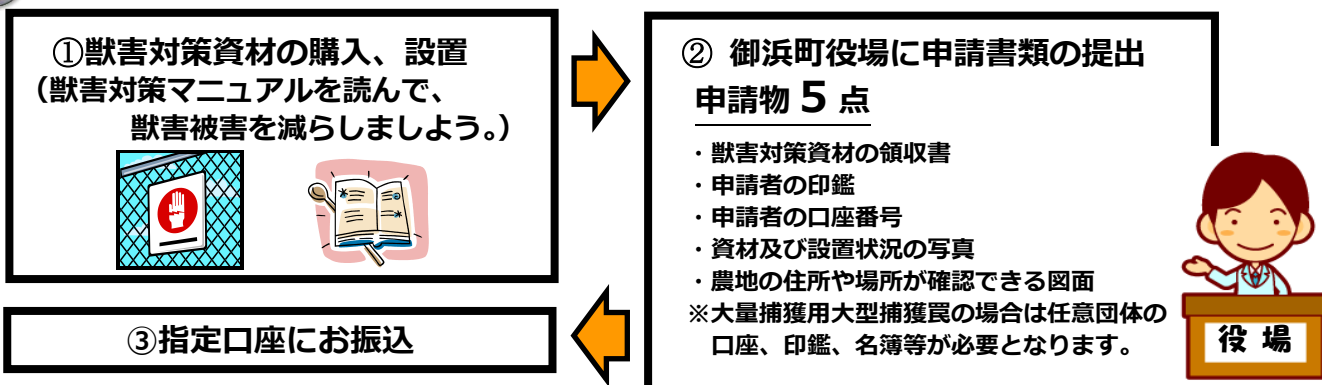 ①獣害対策資材の購入、設置
（獣害対策マニュアルを読んで、
獣害被害を減らしましよう。）
② 御浜町役場に申請書類の提出
申請物 5 点
・獣害対策資材の領収書
・申請者の印鑑
・申請者の口座番号
・資材及び設置状況の写真
・農地の住所や場所が確認できる図面
※大量捕獲用大型捕獲罠の場合は任意団体の
口座、印鑑、名簿等が必要となります。
役 場
③指定口座にお振込